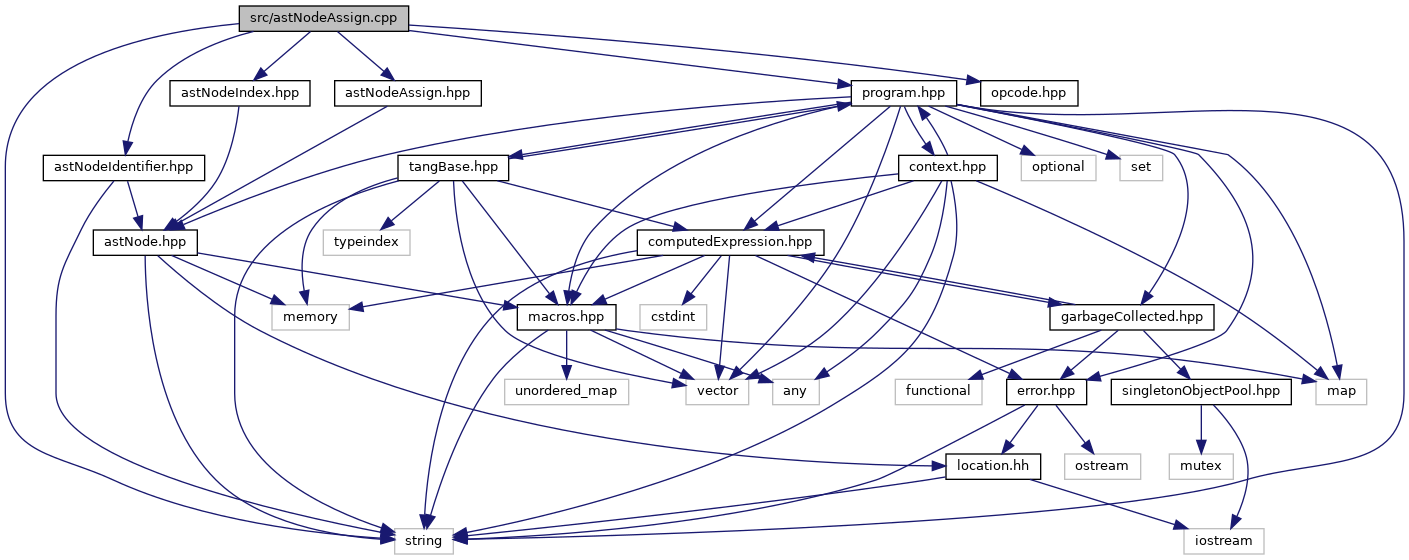 src/astNodeAssign.cpp
astNodeIndex.hpp
astNodeAssign.hpp
program.hpp
opcode.hpp
astNodeIdentifier.hpp
tangBase.hpp
context.hpp
optional
set
astNode.hpp
typeindex
computedExpression.hpp
memory
macros.hpp
cstdint
garbageCollected.hpp
unordered_map
vector
any
functional
error.hpp
singletonObjectPool.hpp
map
location.hh
ostream
mutex
string
iostream